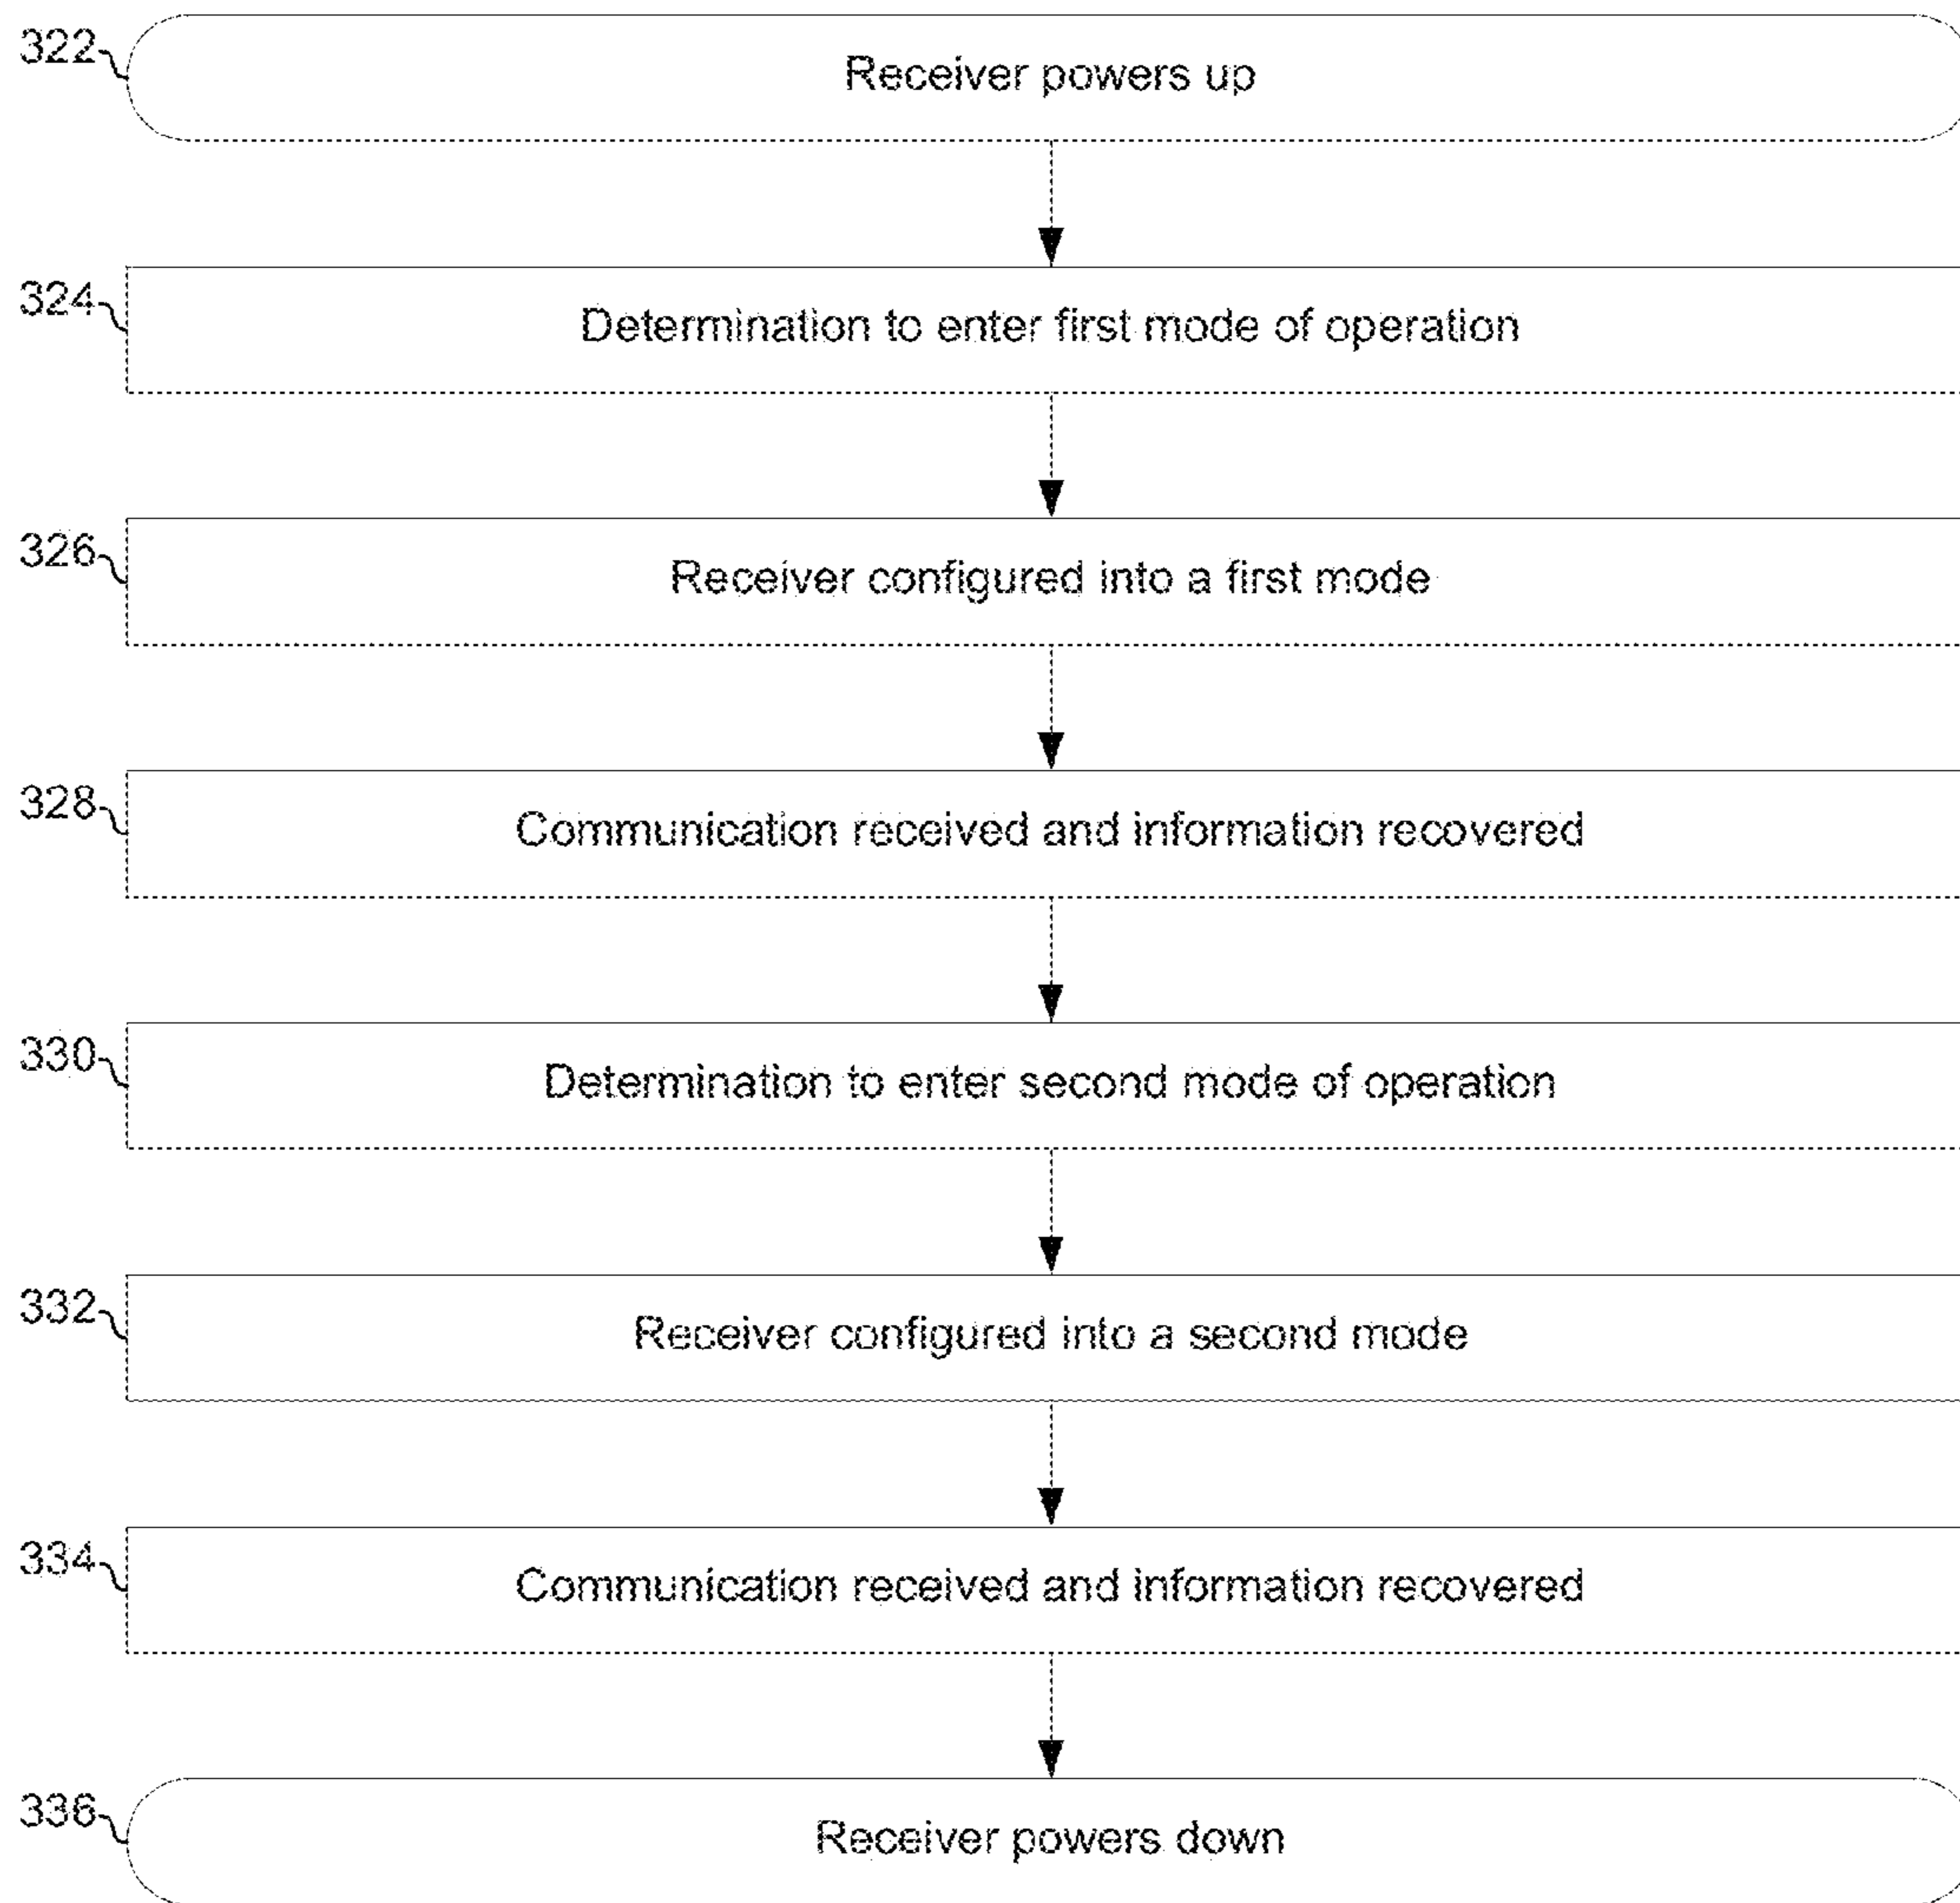 322
Receiver powers up
324
Determination to enter first mode of operation
326
Receiver configured into a first mode
328
Communication received and information recovered
330
Determination to enter second mode of operation
332
Receiver configured into a second mode
334
Communication received and information recovered
336
Receiver powers down